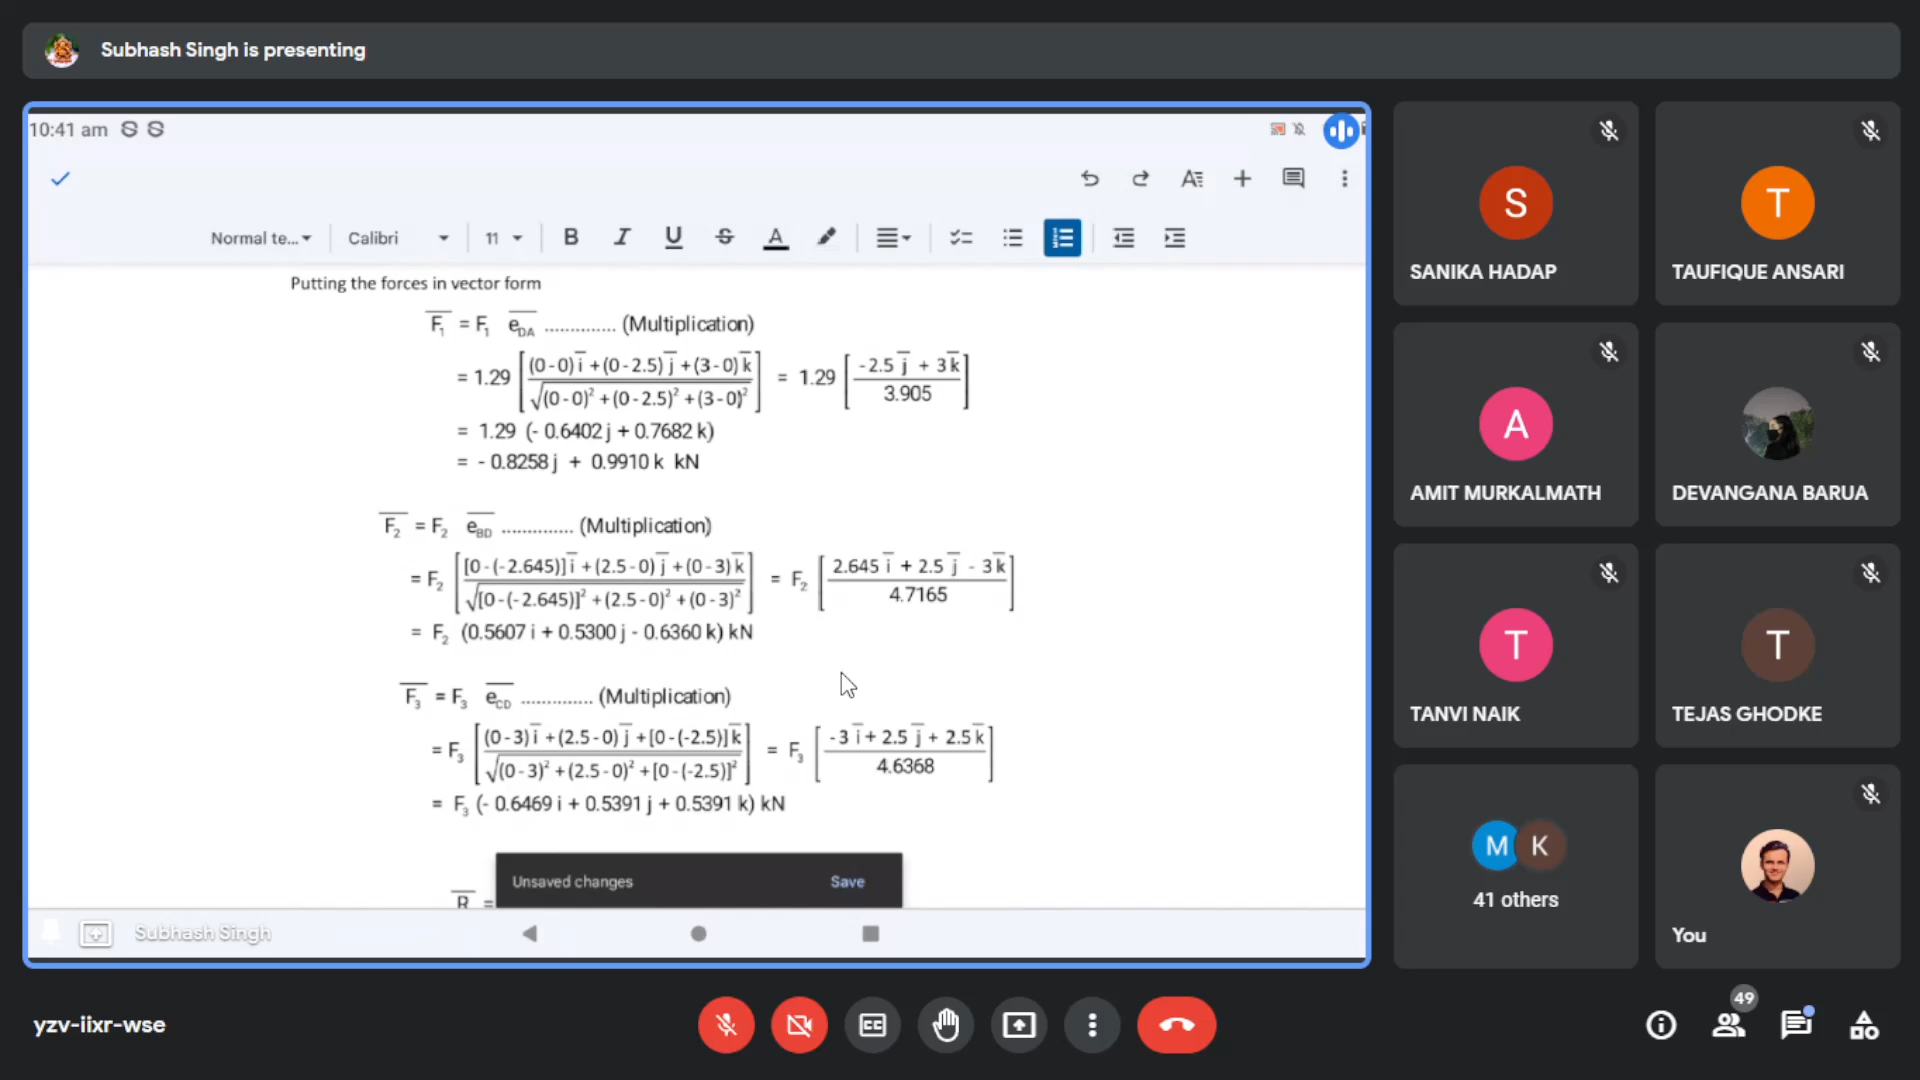 Subhash Singh is presenting
10:41 am
Normal te...
Calibri
11
B I U S A
Putting the forces in vector form
F₁ = F₁ e_DA .............. (Multiplication)
= 1.29 [ (0-0) i + (0-2.5) j + (3-0) k / √(0-0)² + (0-2.5)² + (3-0)² ] = 1.29 [ -2.5 j + 3 k / 3.905 ]
= 1.29 (- 0.6402 j + 0.7682 k)
= - 0.8258 j + 0.9910 k kN
F₂ = F₂ e_BD .............. (Multiplication)
= F₂ [ [0-(-2.645)] i + (2.5-0) j + (0-3) k / √[0-(-2.645)]² + (2.5-0)² + (0-3)² ] = F₂ [ 2.645 i + 2.5 j - 3 k / 4.7165 ]
= F₂ (0.5607 i + 0.5300 j - 0.6360 k) kN
F₃ = F₃ e_CD .............. (Multiplication)
= F₃ [ (0-3) i + (2.5-0) j + [0-(-2.5)] k / √(0-3)² + (2.5-0)² + [0-(-2.5)]² ] = F₃ [ -3 i + 2.5 j + 2.5 k / 4.6368 ]
= F₃ (- 0.6469 i + 0.5391 j + 0.5391 k) kN
R =
Unsaved changes
Save
Subhash Singh
S
SANIKA HADAP
T
TAUFIQUE ANSARI
A
AMIT MURKALMATH
DEVANGANA BARUA
T
TANVI NAIK
T
TEJAS GHODKE
M K
41 others
You
yzv-iixr-wse
CC
49